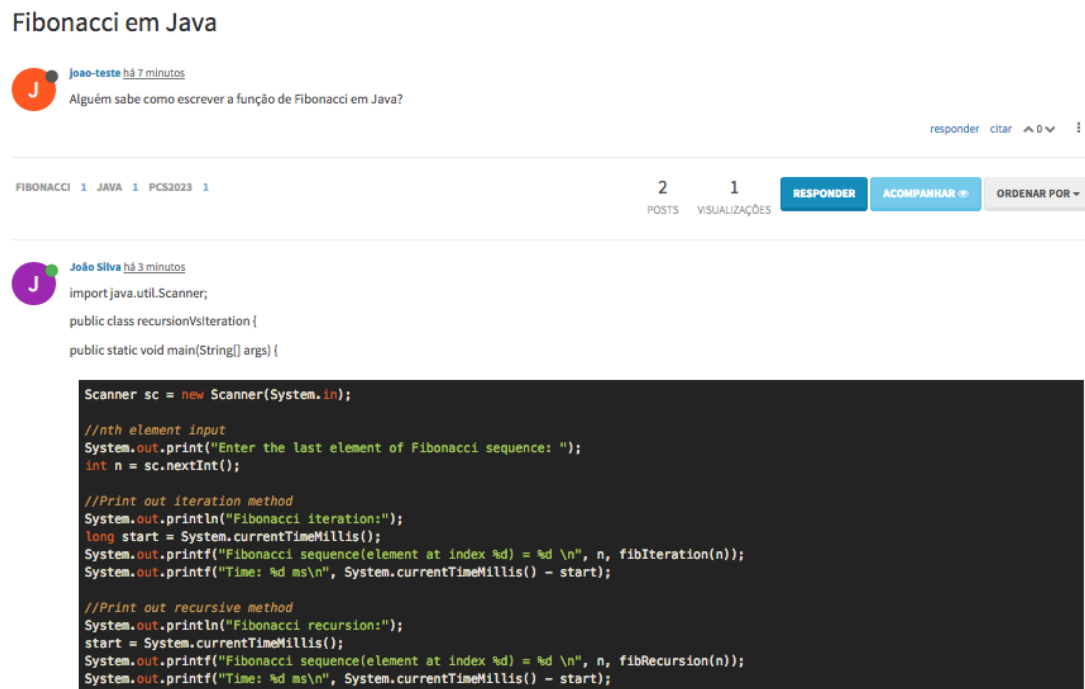 Fibonacci em Java
J
joao-teste há 7 minutos
Alguém sabe como escrever a função de Fibonacci em Java?
responder citar 0
FIBONACCI 1 JAVA 1 PCS2023 1
2 POSTS
1 VISUALIZAÇÕES
RESPONDER
ACOMPANHAR
ORDENAR POR
J
João Silva há 3 minutos
import java.util.Scanner;
public class recursionVsIteration {
public static void main(String[] args) {
Scanner sc = new Scanner(System.in);
//nth element input
System.out.print("Enter the last element of Fibonacci sequence: ");
int n = sc.nextInt();
//Print out iteration method
System.out.println("Fibonacci iteration:");
long start = System.currentTimeMillis();
System.out.printf("Fibonacci sequence(element at index %d) = %d \n", n, fibIteration(n));
System.out.printf("Time: %d ms\n", System.currentTimeMillis() - start);
//Print out recursive method
System.out.println("Fibonacci recursion:");
start = System.currentTimeMillis();
System.out.printf("Fibonacci sequence(element at index %d) = %d \n", n, fibRecursion(n));
System.out.printf("Time: %d ms\n", System.currentTimeMillis() - start);